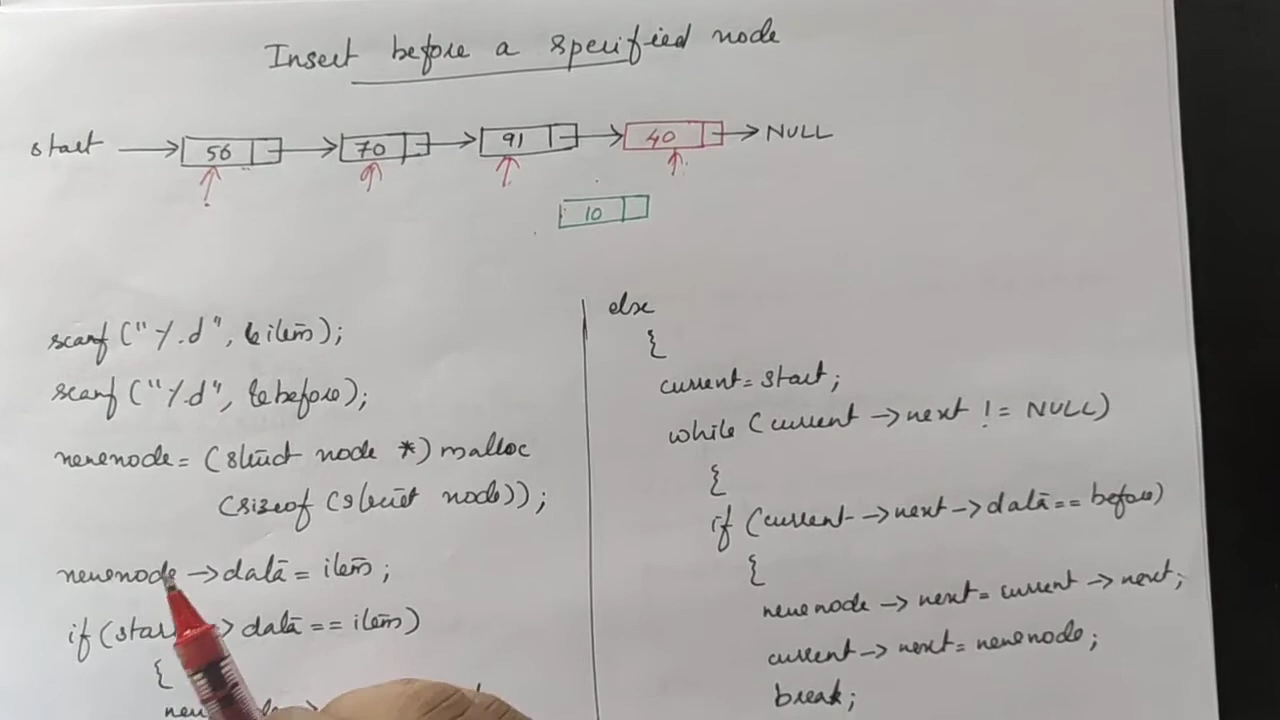 Insert before a specified node
start 56 70 91 40 NULL
10
scanf ("%d", &item);
scanf ("%d", &before);
newnode = (struct node *) malloc
(sizeof (struct node));
newnode -> data = item;
if (star > data == item)
{
else
{
current = start;
while (current -> next != NULL)
{
if (current -> next -> data == before)
{
newnode -> next = current -> next;
current -> next = newnode;
break;